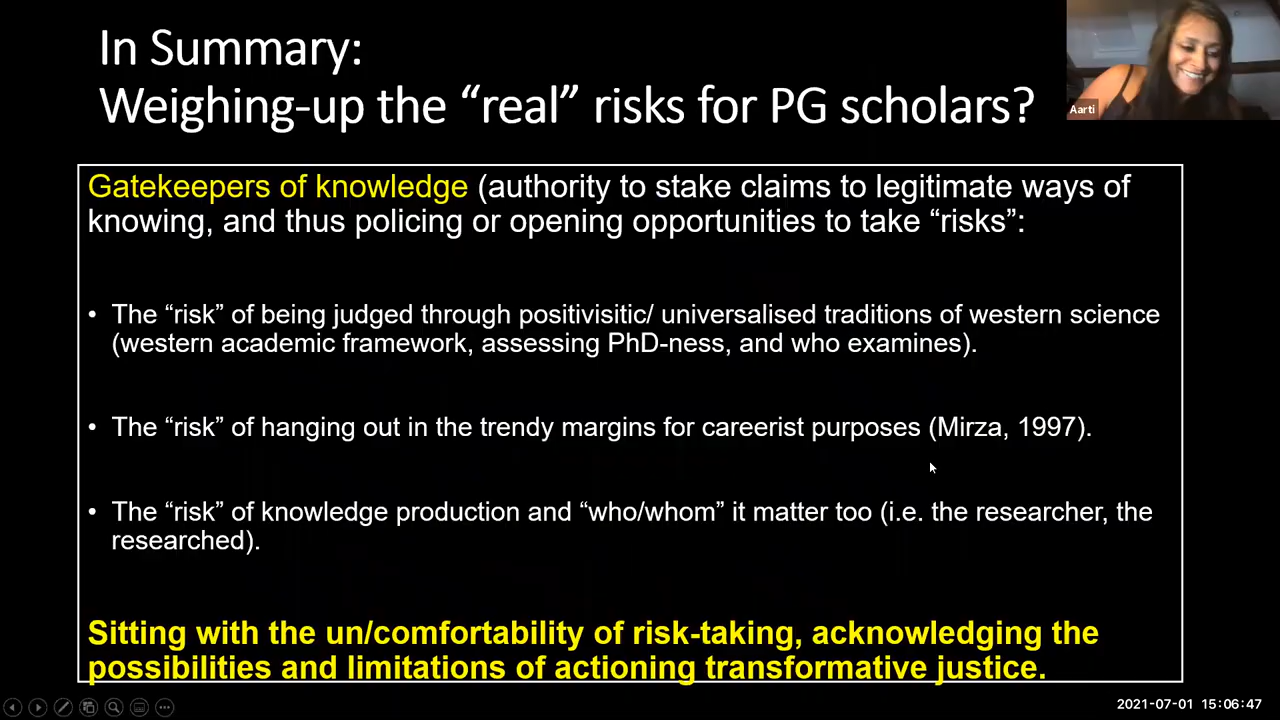 In Summary:
Weighing-up the “real” risks for PG scholars?
Aarti
Gatekeepers of knowledge (authority to stake claims to legitimate ways of
knowing, and thus policing or opening opportunities to take “risks”:
• The “risk” of being judged through positivisitic/ universalised traditions of western science
(western academic framework, assessing PhD-ness, and who examines).
• The “risk” of hanging out in the trendy margins for careerist purposes (Mirza, 1997).
• The “risk” of knowledge production and “who/whom” it matter too (i.e. the researcher, the
researched).
Sitting with the un/comfortability of risk-taking, acknowledging the
possibilities and limitations of actioning transformative justice.
2021-07-01 15:06:47